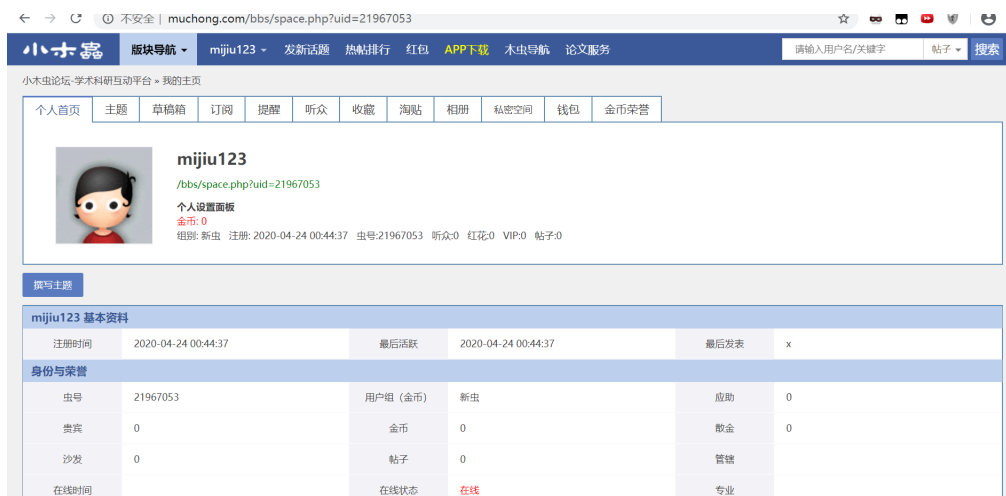 不安全 | muchong.com/bbs/space.php?uid=21967053
小木虫 版块导航 mijiu123 发新话题 热帖排行 红包 APP下载 木虫导航 论文服务 请输入用户名/关键字 帖子 搜索
小木虫论坛-学术科研互动平台 » 我的主页
个人首页 主题 草稿箱 订阅 提醒 听众 收藏 淘贴 相册 私密空间 钱包 金币荣誉
mijiu123
/bbs/space.php?uid=21967053
个人设置面板
金币: 0
组别: 新虫 注册: 2020-04-24 00:44:37 虫号:21967053 听众:0 红花:0 VIP:0 帖子:0
撰写主题
mijiu123 基本资料
注册时间 2020-04-24 00:44:37 最后活跃 2020-04-24 00:44:37 最后发表 x
身份与荣誉
虫号 21967053 用户组（金币） 新虫 应助 0
贵宾 0 金币 0 散金 0
沙发 0 帖子 0 管辖
在线时间 在线状态 在线 专业